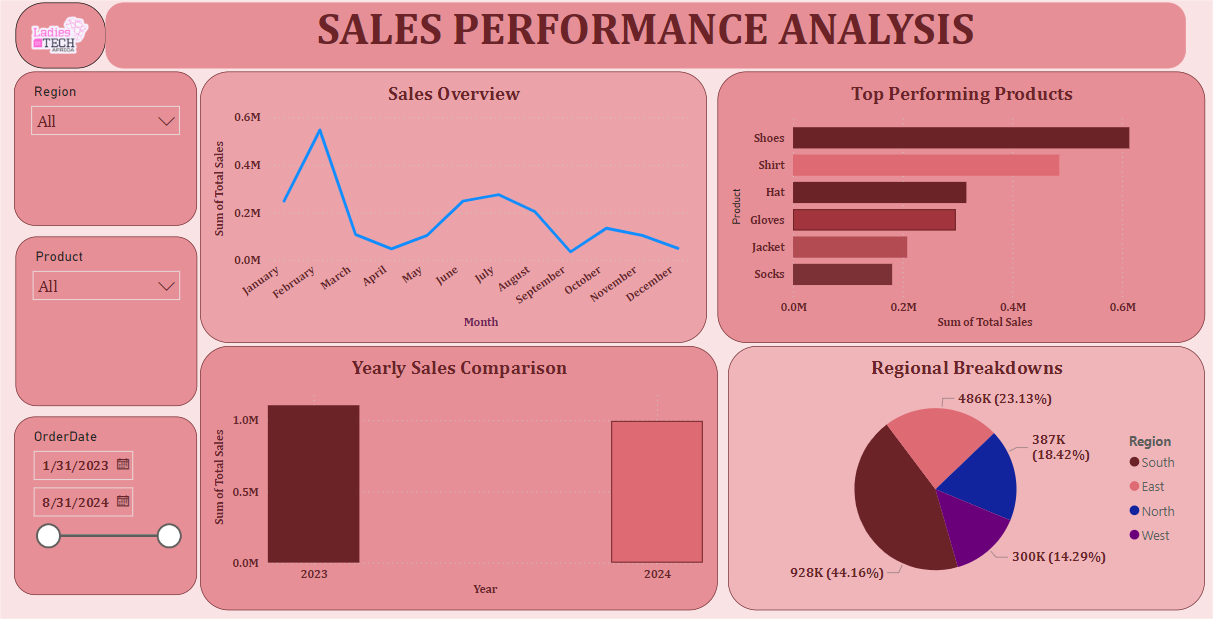 Ladies
in
TECH
AFRICA
SALES PERFORMANCE ANALYSIS
Region
All
Product
All
OrderDate
1/31/2023
8/31/2024
Sales Overview
Sum of Total Sales
0.6M
0.4M
0.2M
0.0M
January
February
March
April
May
June
July
August
September
October
November
December
Month
Top Performing Products
Product
Shoes
Shirt
Hat
Gloves
Jacket
Socks
0.0M
0.2M
0.4M
0.6M
Sum of Total Sales
Yearly Sales Comparison
Sum of Total Sales
1.0M
0.5M
0.0M
2023
2024
Year
Regional Breakdowns
486K (23.13%)
387K
(18.42%)
300K (14.29%)
928K (44.16%)
Region
South
East
North
West